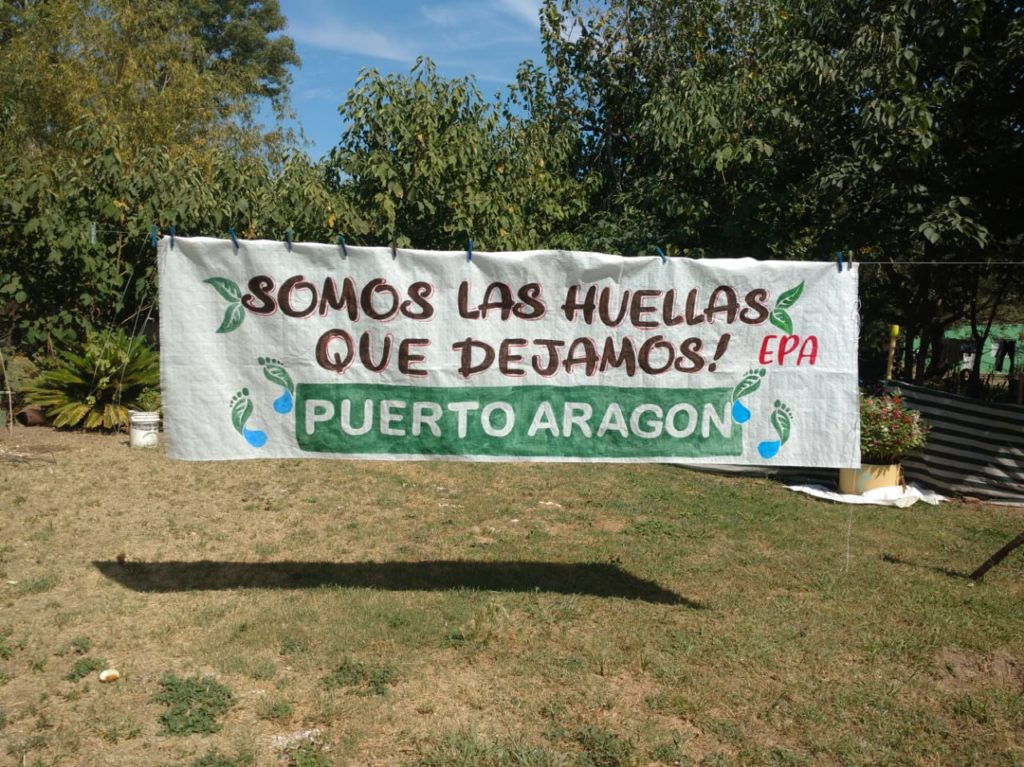 SOMOS LAS HUELLAS
QUE DEJAMOS!
EPA
PUERTO ARAGON